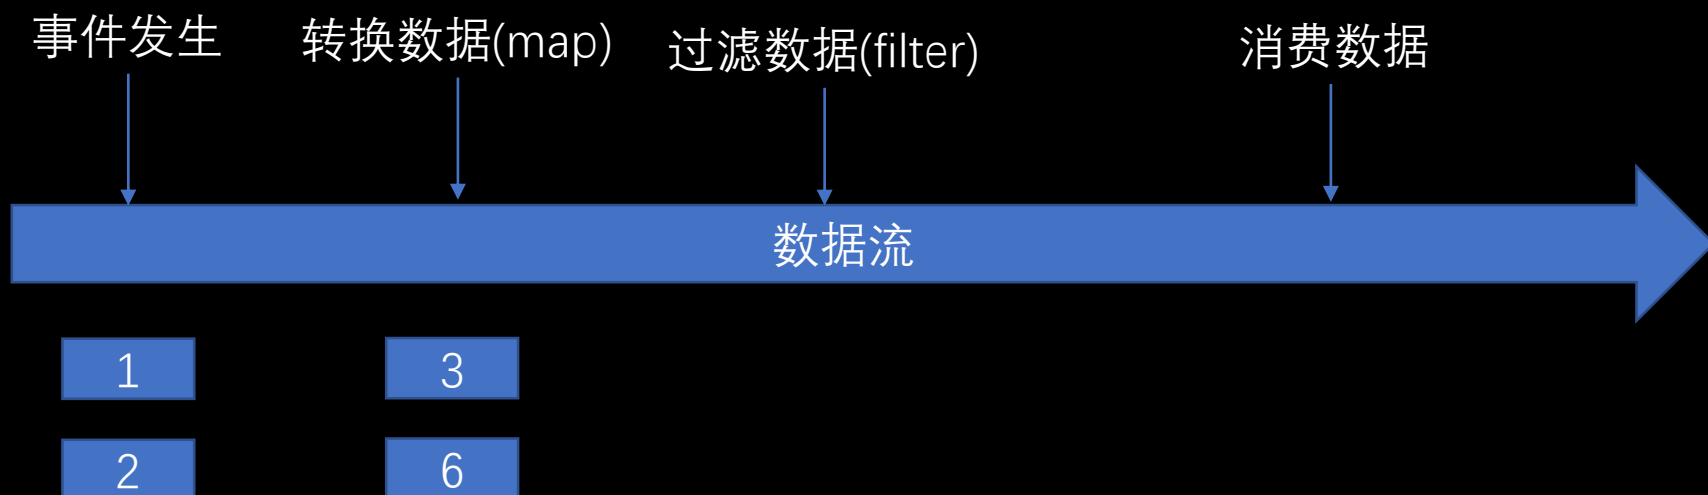 事件发生
转换数据(map)
过滤数据(filter)
消费数据
数据流
1
3
2
6